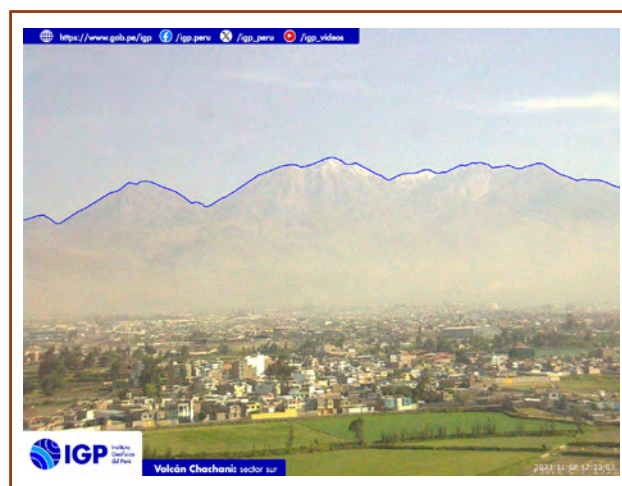 https://www.gob.pe/igp /igp.peru /igp_peru /igp_videos
IGP
Instituto
Geofísico
del Perú
Volcán Chachani: sector sur